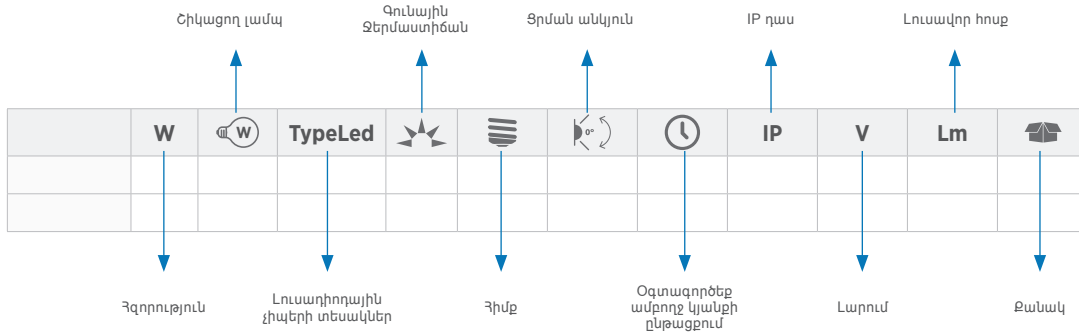 Շիկացող լամպ
Գունային
Ջերմաստիճան
Ցրման անկյուն
IP դաս
Լուսավոր հոսք
W
W
TypeLed
0°
IP
V
Lm
Հզորություն
Լուսադիոդային
չիպերի տեսակներ
Հիմք
Օգտագործեք
ամբողջ կյանքի
ընթացքում
Լարում
Քանակ